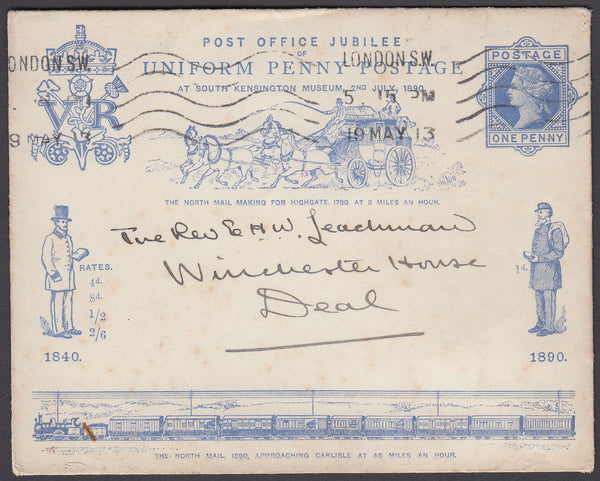 POST OFFICE JUBILEE
OF
UNIFORM PENNY POSTAGE
AT SOUTH KENSINGTON MUSEUM, 2ND JULY, 1890.
VR
LONDON.S.W.
9 MAY 13
LONDON S.W.
5. 15 PM
19 MAY 13
POSTAGE
ONE PENNY
THE NORTH MAIL MAKING FOR HIGHGATE, 1790, AT 8 MILES AN HOUR.
The Rev E. H. W. Leachman
Winchester House
Deal
RATES.
4d.
8d.
1/2
2/6
1840.
1d.
1890.
THE NORTH MAIL, 1890, APPROACHING CARLISLE AT 48 MILES AN HOUR.